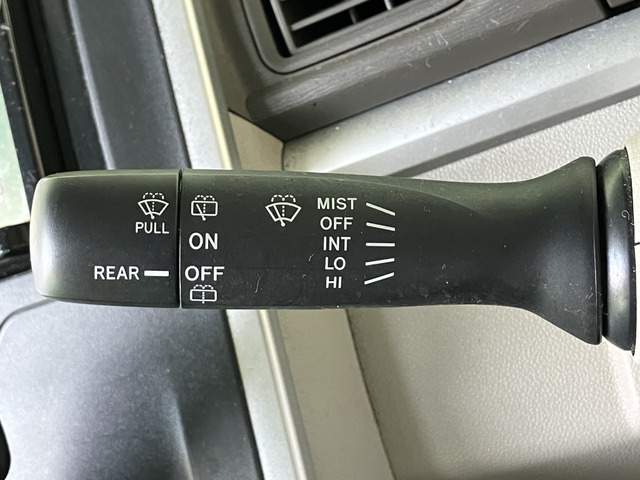 PULL
REAR
ON
OFF
MIST
OFF
INT
LO
HI